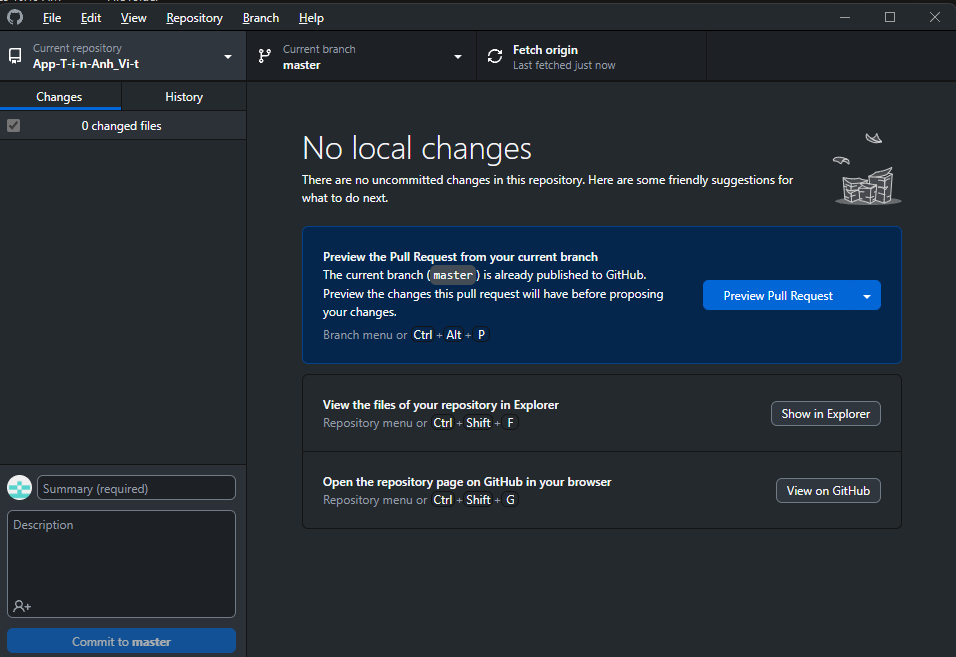 File Edit View Repository Branch Help
Current repository
App-T-i-n-Anh_Vi-t
Current branch
master
Fetch origin
Last fetched just now
Changes History
0 changed files
No local changes
There are no uncommitted changes in this repository. Here are some friendly suggestions for
what to do next.
Preview the Pull Request from your current branch
The current branch (master) is already published to GitHub.
Preview the changes this pull request will have before proposing
your changes.
Branch menu or Ctrl + Alt + P
Preview Pull Request
View the files of your repository in Explorer
Repository menu or Ctrl + Shift + F
Show in Explorer
Open the repository page on GitHub in your browser
Repository menu or Ctrl + Shift + G
View on GitHub
Summary (required)
Description
Commit to master